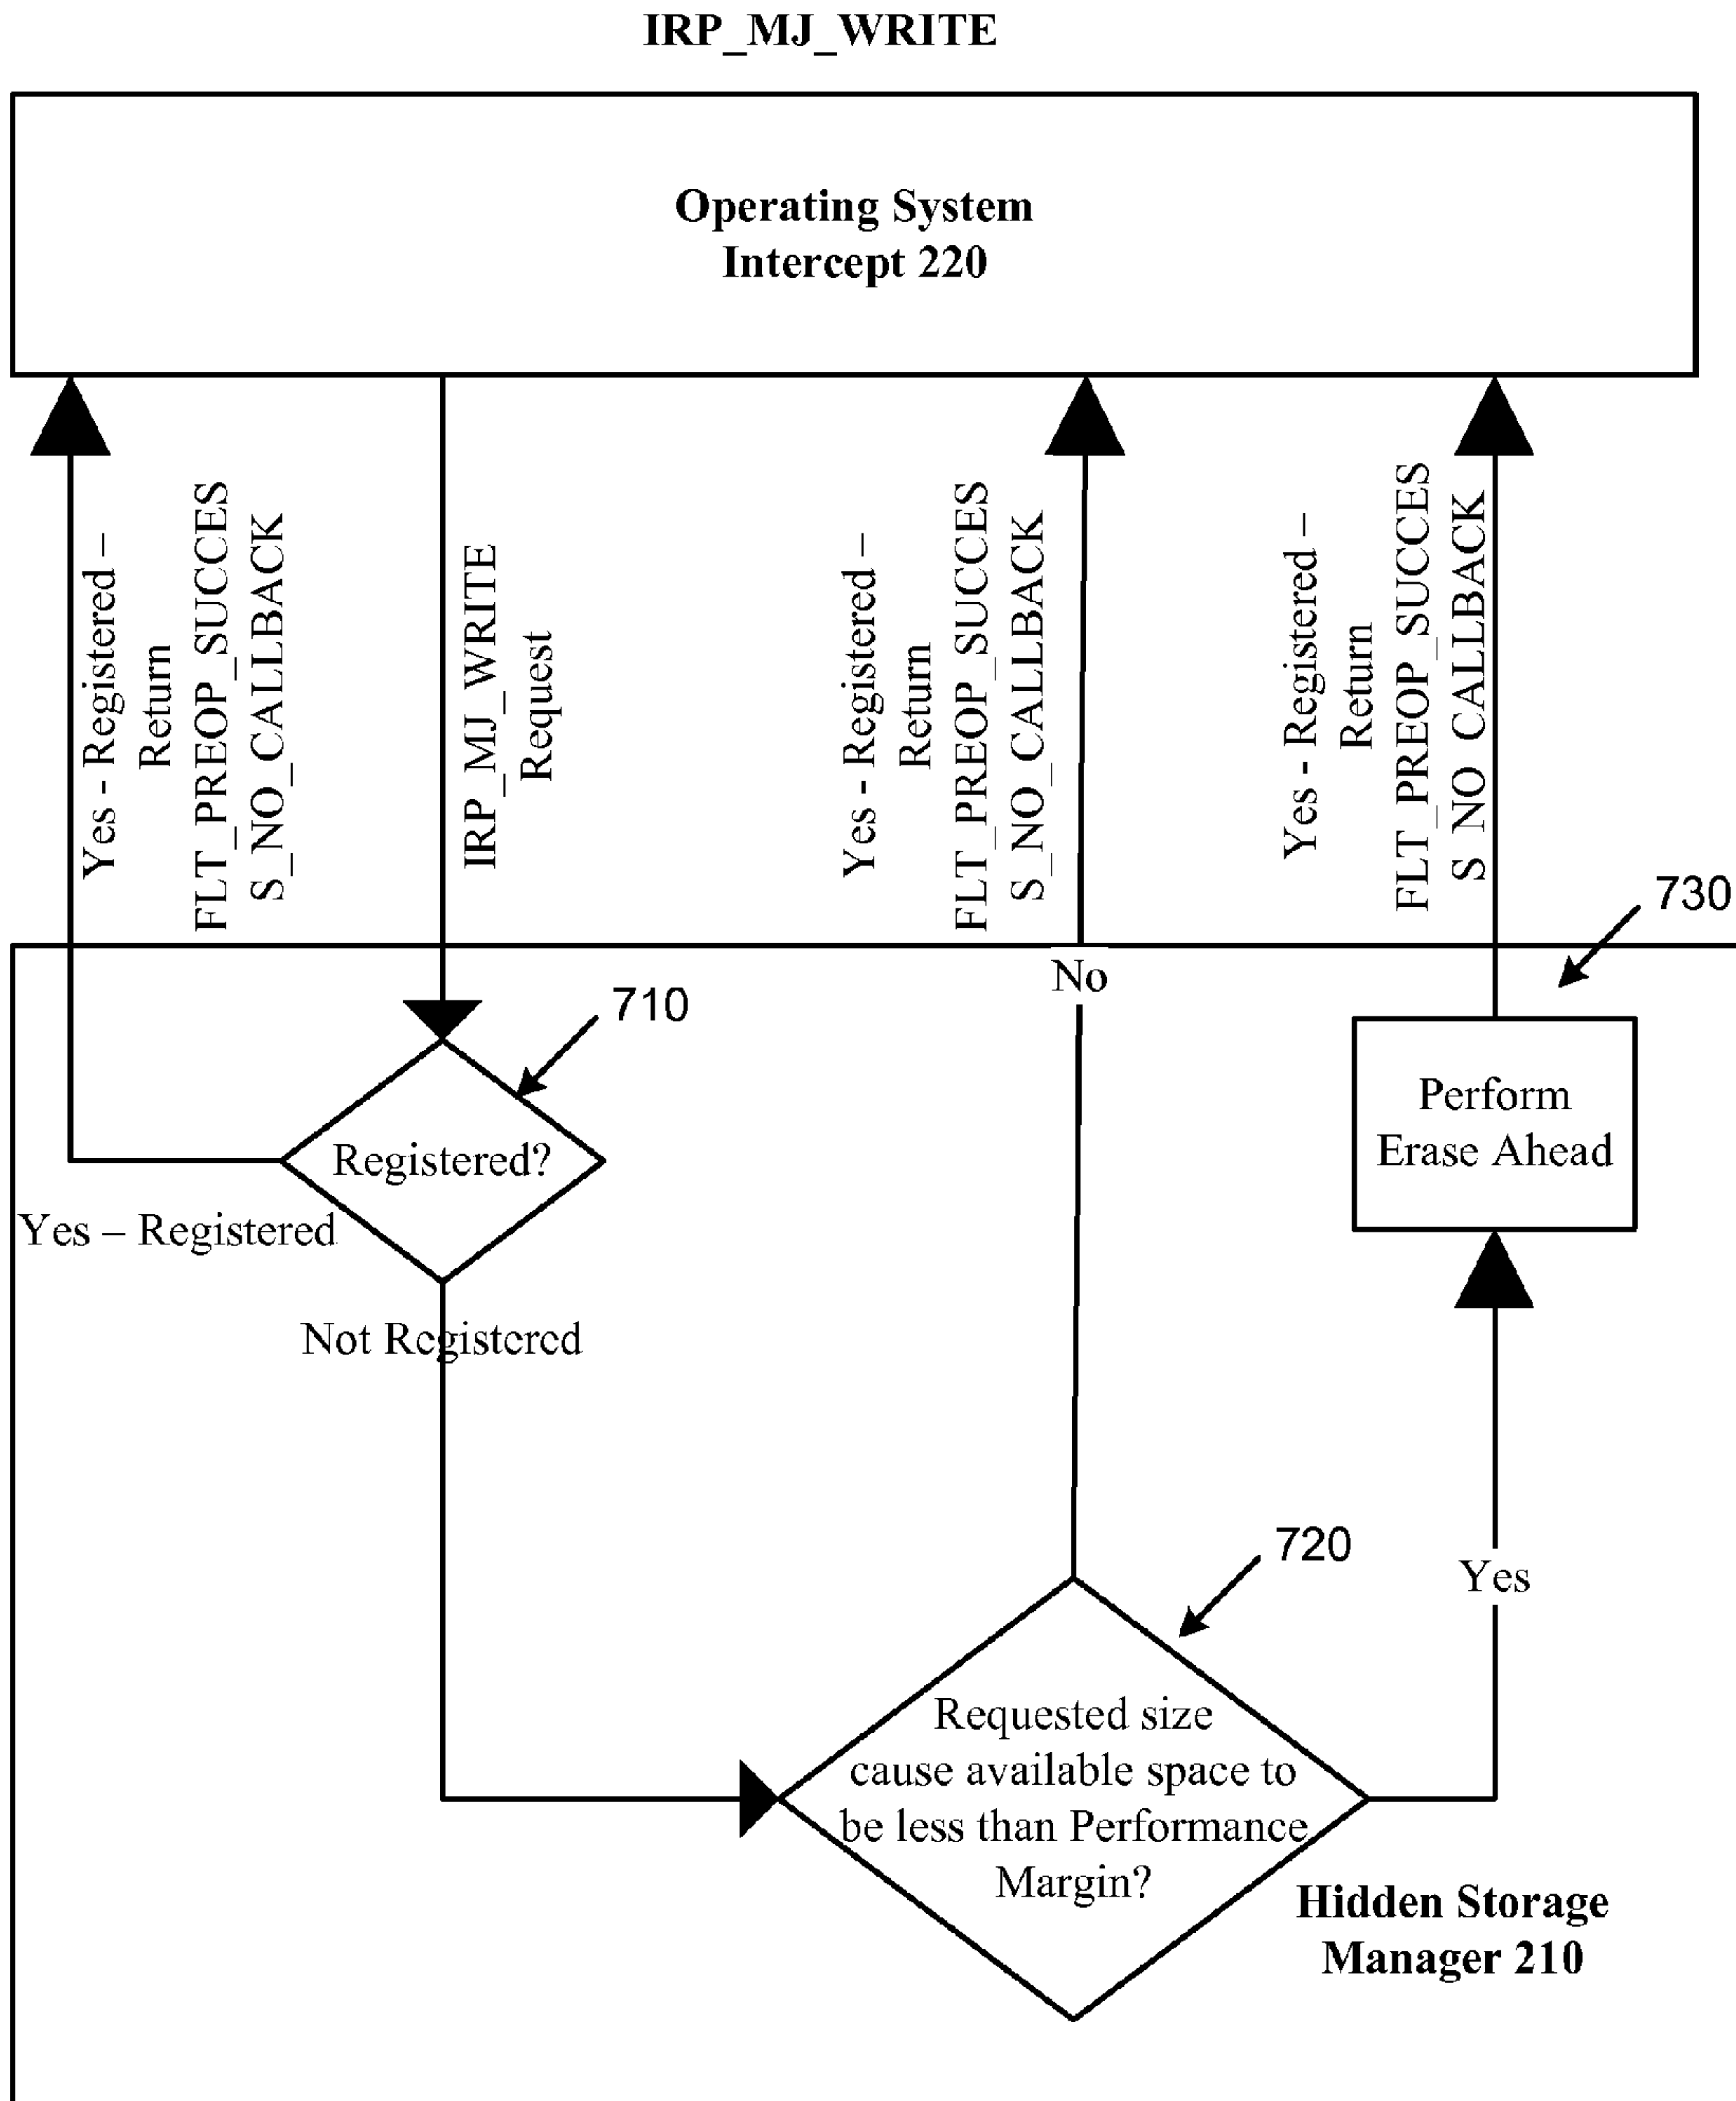 IRP_MJ_WRITE
Operating System
Intercept 220
Yes - Registered –
Return
FLT_PREOP_SUCCES
S_NO_CALLBACK
IRP_MJ_WRITE
Request
Yes - Registered –
Return
FLT_PREOP_SUCCES
S_NO_CALLBACK
Yes - Registered –
Return
FLT_PREOP_SUCCES
S_NO_CALLBACK
730
No
710
Registered?
Perform
Erase Ahead
Yes – Registered
Not Registered
720
Yes
Requested size
cause available space to
be less than Performance
Margin?
Hidden Storage
Manager 210